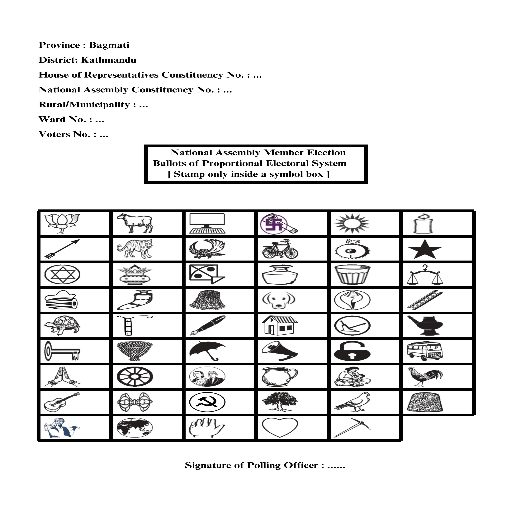 Province : Bagmati
District: Kathmandu
House of Representatives Constituency No. : ...
National Assembly Constituency No. : ...
Rural/Municipality : ...
Ward No. : ...
Voters No. : ...
National Assembly Member Election
Ballots of Proportional Electoral System
[ Stamp only inside a symbol box ]
Signature of Polling Officer : ......